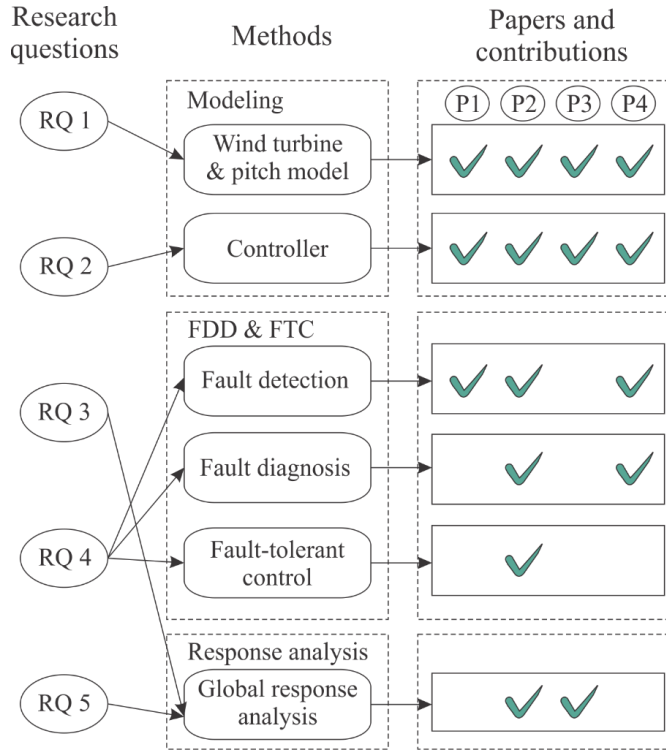 Research
questions
Methods
Papers and
contributions
Modeling
P1 P2 P3 P4
RQ 1
Wind turbine
& pitch model
RQ 2
Controller
FDD & FTC
Fault detection
RQ 3
Fault diagnosis
RQ 4
Fault-tolerant
control
Response analysis
RQ 5
Global response
analysis